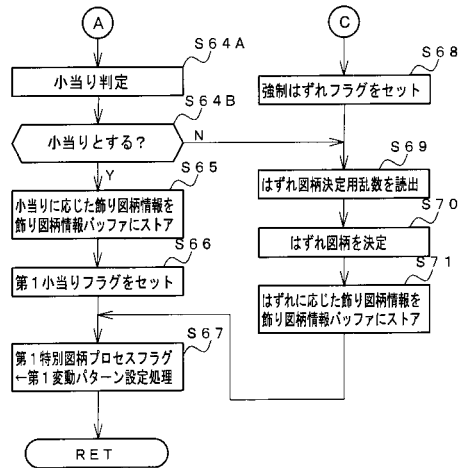 A
S64A
小当り判定
S64B
小当りとする?
N
Y
S65
小当りに応じた飾り図柄情報を
飾り図柄情報バッファにストア
S66
第1小当りフラグをセット
S67
第1特別図柄プロセスフラグ
←第1変動パターン設定処理
RET
C
S68
強制はずれフラグをセット
S69
はずれ図柄決定用乱数を読出
S70
はずれ図柄を決定
S71
はずれに応じた飾り図柄情報を
飾り図柄情報バッファにストア